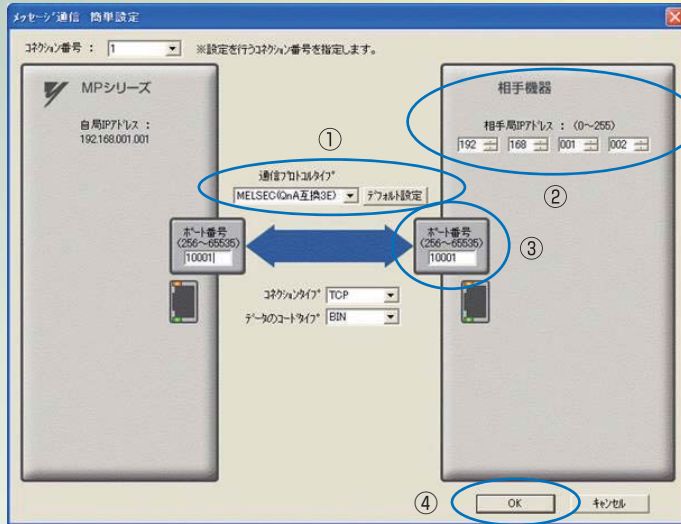 メッセージ通信 簡単設定
コネクション番号 : 1 ※設定を行うコネクション番号を指定します。
MPシリーズ
自局IPアドレス :
192.168.001.001
相手機器
相手局IPアドレス : (0~255)
192 168 001 002
①
②
通信プロトコルタイプ
MELSEC(QnA互換3E) デフォルト設定
ポート番号
(256~65535)
10001
ポート番号
(256~65535)
10001
③
コネクションタイプ TCP
データのコードタイプ BIN
④
OK キャンセル